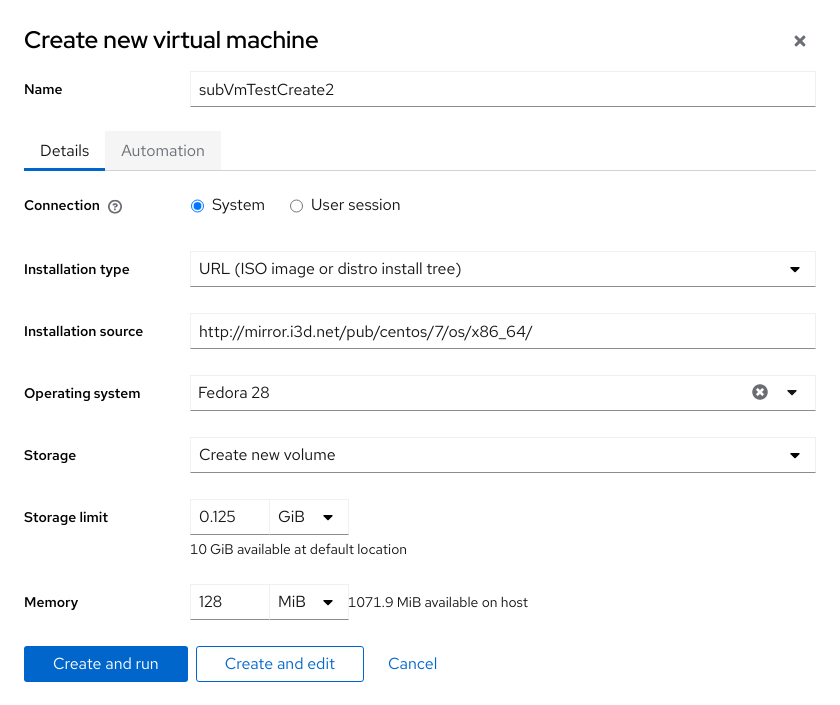 Create new virtual machine
Name
subVmTestCreate2
Details
Automation
Connection
System
User session
Installation type
URL (ISO image or distro install tree)
Installation source
http://mirror.i3d.net/pub/centos/7/os/x86_64/
Operating system
Fedora 28
Storage
Create new volume
Storage limit
0.125
GiB
10 GiB available at default location
Memory
128
MiB
1071.9 MiB available on host
Create and run
Create and edit
Cancel